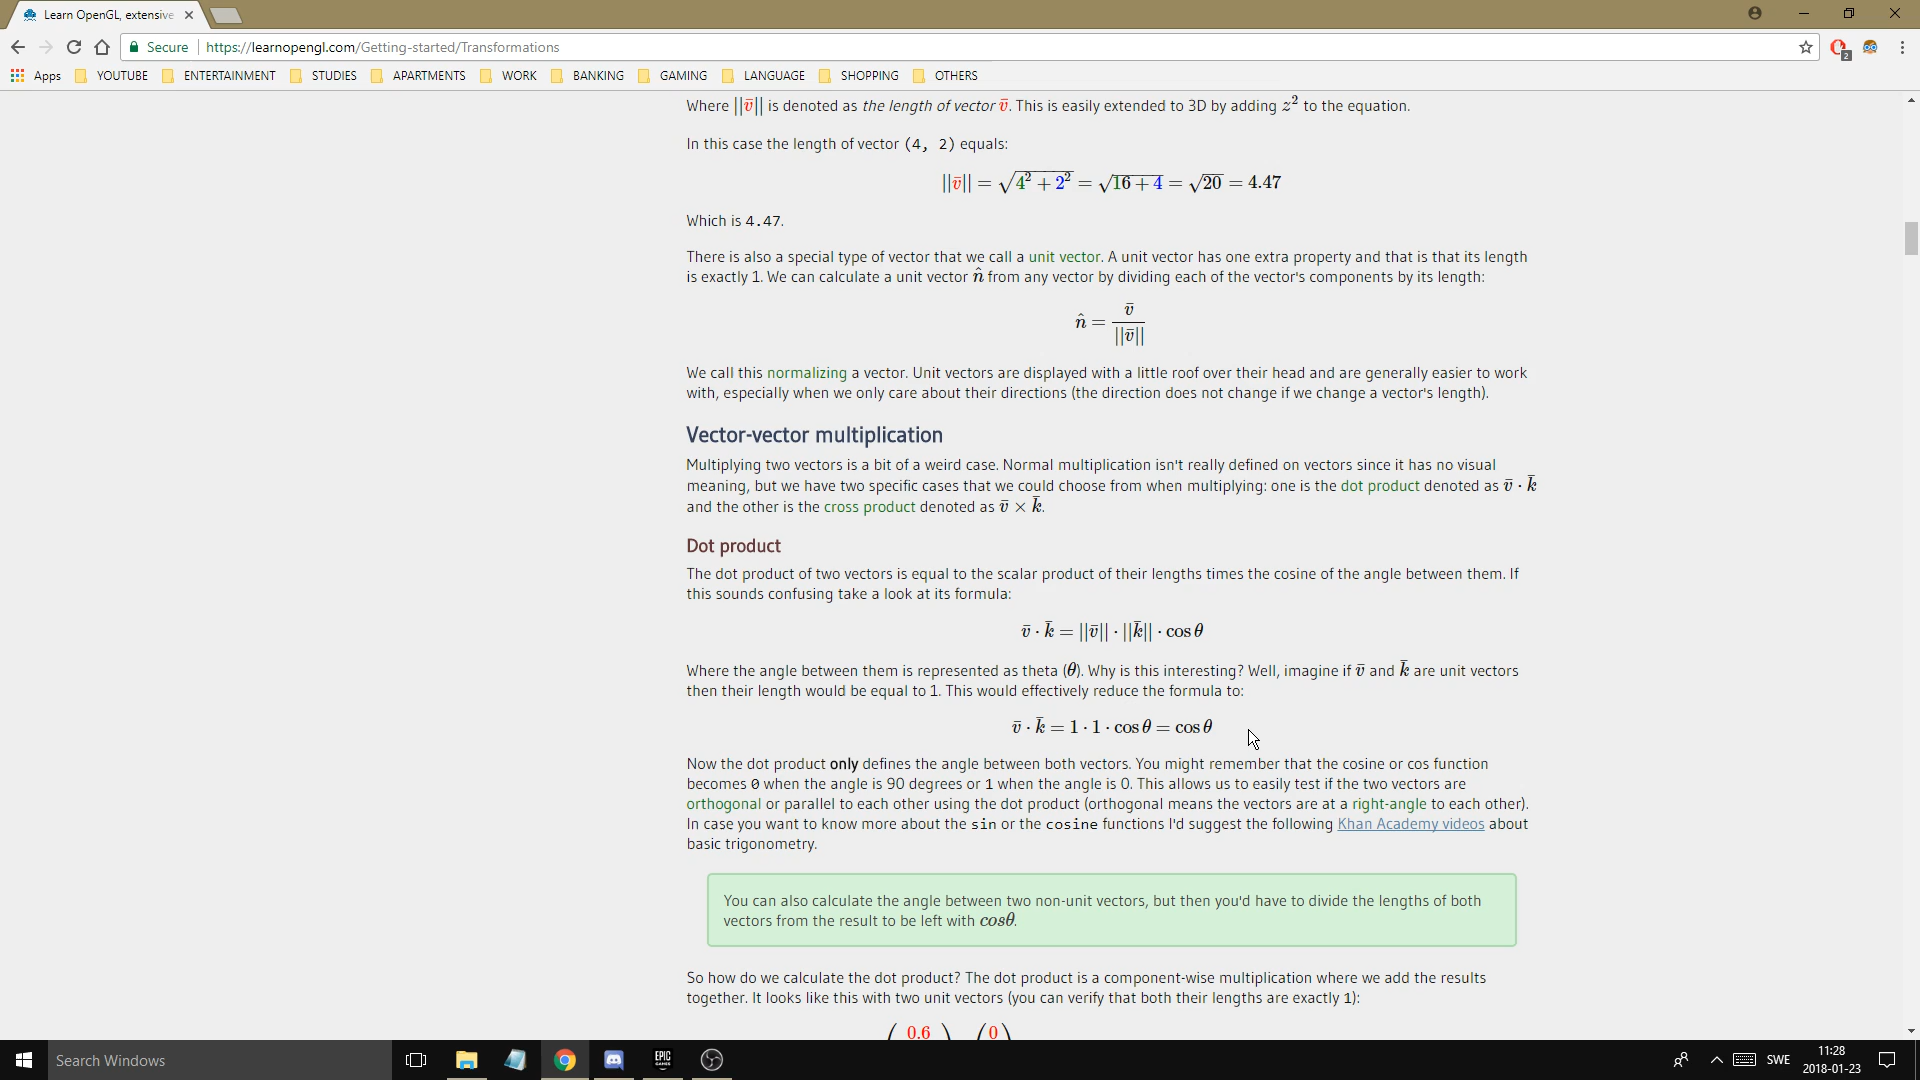 Learn OpenGL, extensive
Secure https://learnopengl.com/Getting-started/Transformations
2
Apps YOUTUBE ENTERTAINMENT STUDIES APARTMENTS WORK BANKING GAMING LANGUAGE SHOPPING OTHERS
Where ||v̄|| is denoted as the length of vector v̄. This is easily extended to 3D by adding z² to the equation.
In this case the length of vector (4, 2) equals:
||v̄|| = √(4² + 2²) = √(16 + 4) = √20 = 4.47
Which is 4.47.
There is also a special type of vector that we call a unit vector. A unit vector has one extra property and that is that its length
is exactly 1. We can calculate a unit vector n̂ from any vector by dividing each of the vector's components by its length:
n̂ = v̄ / ||v̄||
We call this normalizing a vector. Unit vectors are displayed with a little roof over their head and are generally easier to work
with, especially when we only care about their directions (the direction does not change if we change a vector's length).
Vector-vector multiplication
Multiplying two vectors is a bit of a weird case. Normal multiplication isn't really defined on vectors since it has no visual
meaning, but we have two specific cases that we could choose from when multiplying: one is the dot product denoted as v̄ · k̄
and the other is the cross product denoted as v̄ × k̄.
Dot product
The dot product of two vectors is equal to the scalar product of their lengths times the cosine of the angle between them. If
this sounds confusing take a look at its formula:
v̄ · k̄ = ||v̄|| · ||k̄|| · cos θ
Where the angle between them is represented as theta (θ). Why is this interesting? Well, imagine if v̄ and k̄ are unit vectors
then their length would be equal to 1. This would effectively reduce the formula to:
v̄ · k̄ = 1 · 1 · cos θ = cos θ
Now the dot product only defines the angle between both vectors. You might remember that the cosine or cos function
becomes 0 when the angle is 90 degrees or 1 when the angle is 0. This allows us to easily test if the two vectors are
orthogonal or parallel to each other using the dot product (orthogonal means the vectors are at a right-angle to each other).
In case you want to know more about the sin or the cosine functions I'd suggest the following Khan Academy videos about
basic trigonometry.
You can also calculate the angle between two non-unit vectors, but then you'd have to divide the lengths of both
vectors from the result to be left with cosθ.
So how do we calculate the dot product? The dot product is a component-wise multiplication where we add the results
together. It looks like this with two unit vectors (you can verify that both their lengths are exactly 1):
0.6 0
Search Windows
EPIC GAMES
SWE
11:28
2018-01-23